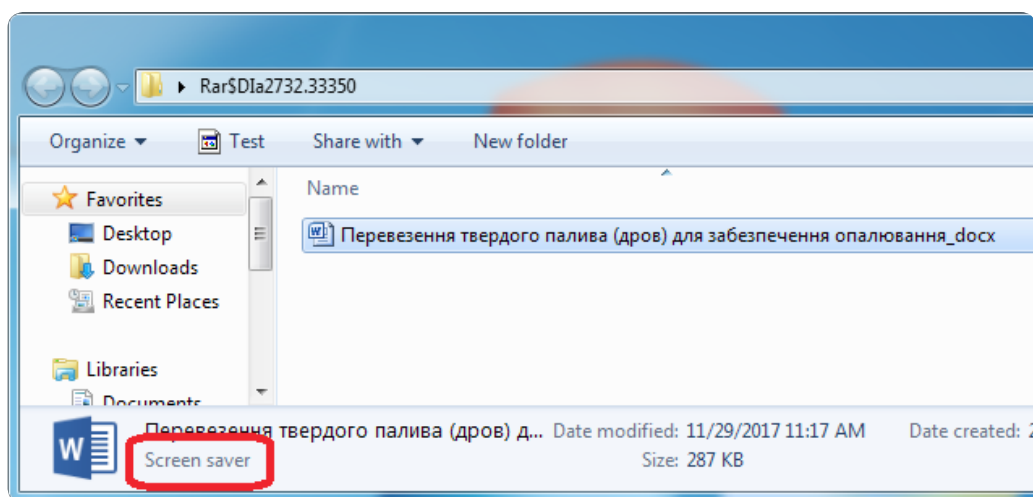 Rar$DIa2732.33350
Organize Test Share with New folder
Name
Favorites
Desktop
Downloads
Recent Places
Libraries
Documents
Перевезення твердого палива (дров) для забезпечення опалювання_docx
Перевезення твердого палива (дров) д... Date modified: 11/29/2017 11:17 AM Date created: 2
Screen saver Size: 287 KB